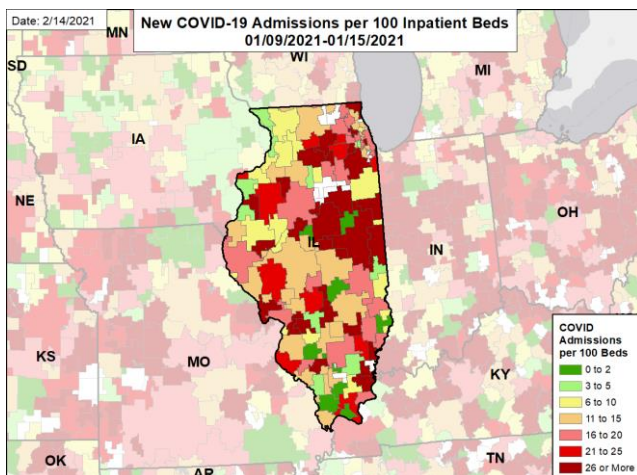 Date: 2/14/2021
New COVID-19 Admissions per 100 Inpatient Beds
01/09/2021-01/15/2021
MN
WI
SD
MI
IA
NE
OH
IL
IN
MO
KS
KY
OK
AR
TN
COVID
Admissions
per 100 Beds
0 to 2
3 to 5
6 to 10
11 to 15
16 to 20
21 to 25
26 or More